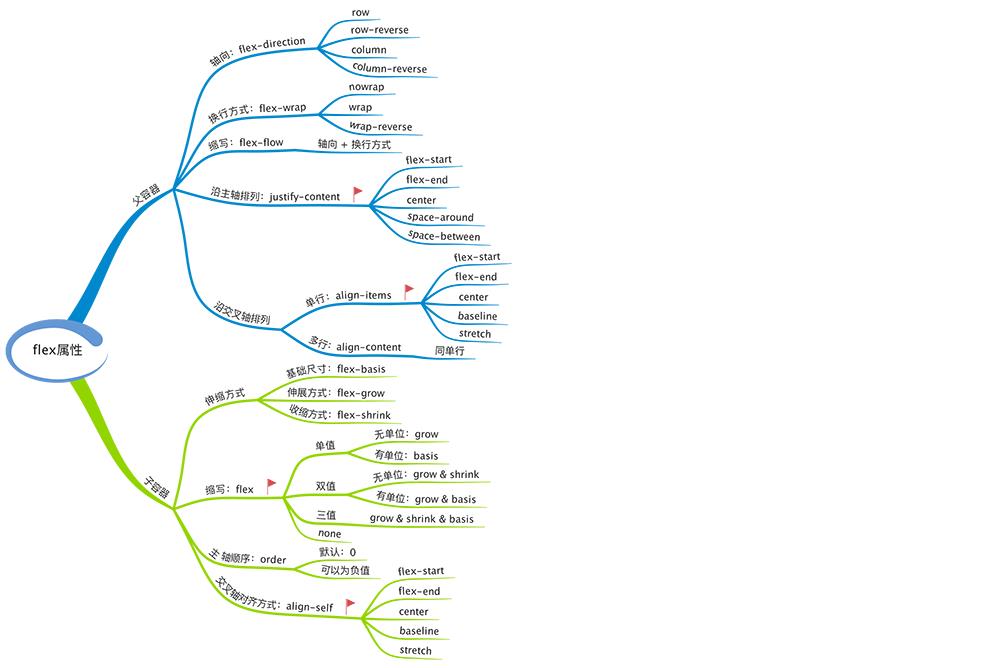 flex属性
父容器
轴向：flex-direction
row
row-reverse
column
column-reverse
换行方式：flex-wrap
nowrap
wrap
wrap-reverse
缩写：flex-flow
轴向 + 换行方式
沿主轴排列：justify-content
flex-start
flex-end
center
space-around
space-between
沿交叉轴排列
单行：align-items
flex-start
flex-end
center
baseline
stretch
多行：align-content
同单行
子容器
伸缩方式
基础尺寸：flex-basis
伸展方式：flex-grow
收缩方式：flex-shrink
缩写：flex
单值
无单位：grow
有单位：basis
双值
无单位：grow & shrink
有单位：grow & basis
三值
grow & shrink & basis
none
主轴顺序：order
默认：0
可以为负值
交叉轴对齐方式：align-self
flex-start
flex-end
center
baseline
stretch